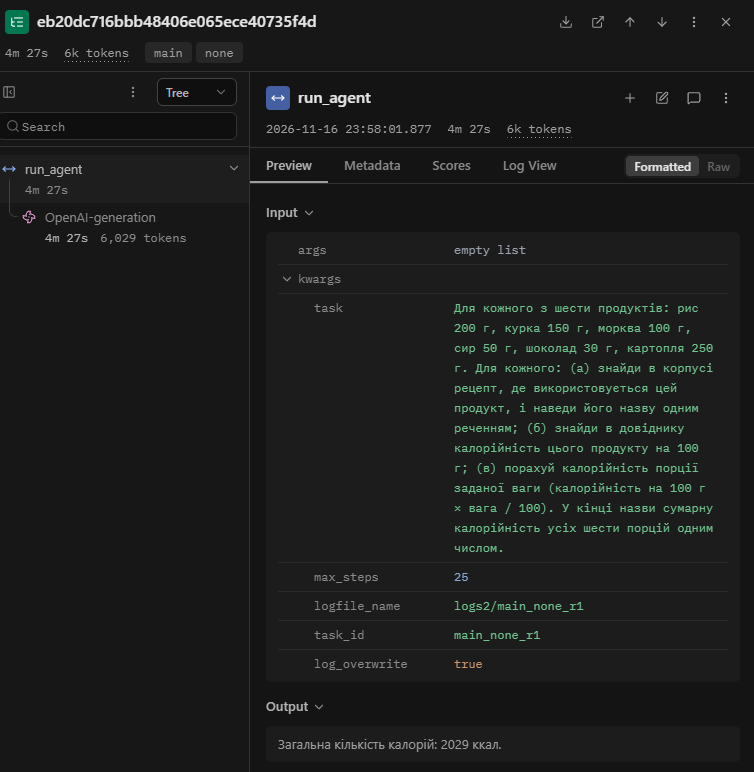 eb20dc716bbb48406e065ece40735f4d
4m 27s 6k tokens main none
Tree
Search
run_agent
4m 27s
OpenAI-generation
4m 27s 6,029 tokens
run_agent
2026-11-16 23:58:01.877 4m 27s 6k tokens
Preview Metadata Scores Log View Formatted Raw
Input
args empty list
kwargs
task Для кожного з шести продуктів: рис
200 г, курка 150 г, морква 100 г,
сир 50 г, шоколад 30 г, картопля 250
г. Для кожного: (а) знайди в корпусі
рецепт, де використовується цей
продукт, і наведи його назву одним
реченням; (б) знайди в довіднику
калорійність цього продукту на 100
г; (в) порахуй калорійність порції
заданої ваги (калорійність на 100 г
× вага / 100). У кінці назви сумарну
калорійність усіх шести порцій одним
числом.
max_steps 25
logfile_name logs2/main_none_r1
task_id main_none_r1
log_overwrite true
Output
Загальна кількість калорій: 2029 ккал.